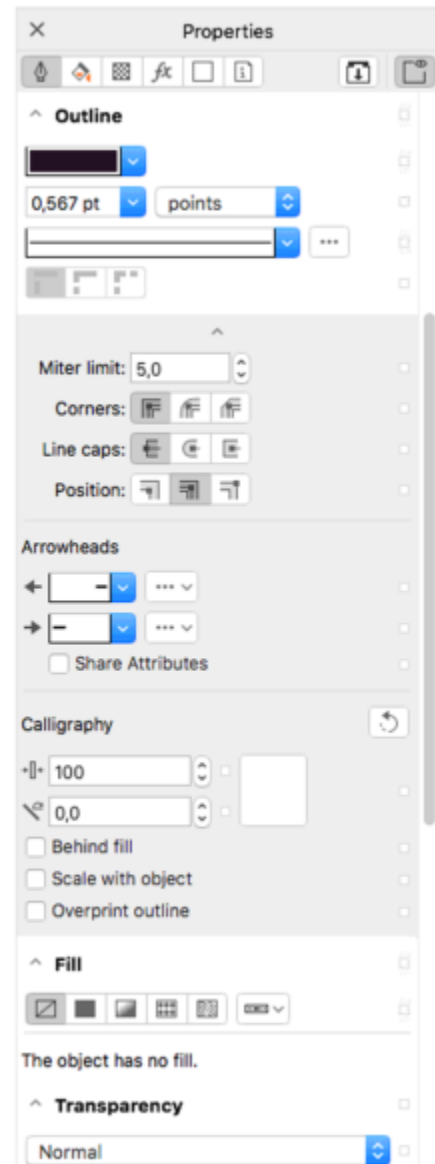 Properties
fx
Outline
0,567 pt points
Miter limit: 5,0
Corners:
Line caps:
Position:
Arrowheads
Share Attributes
Calligraphy
100
0,0
Behind fill
Scale with object
Overprint outline
Fill
The object has no fill.
Transparency
Normal